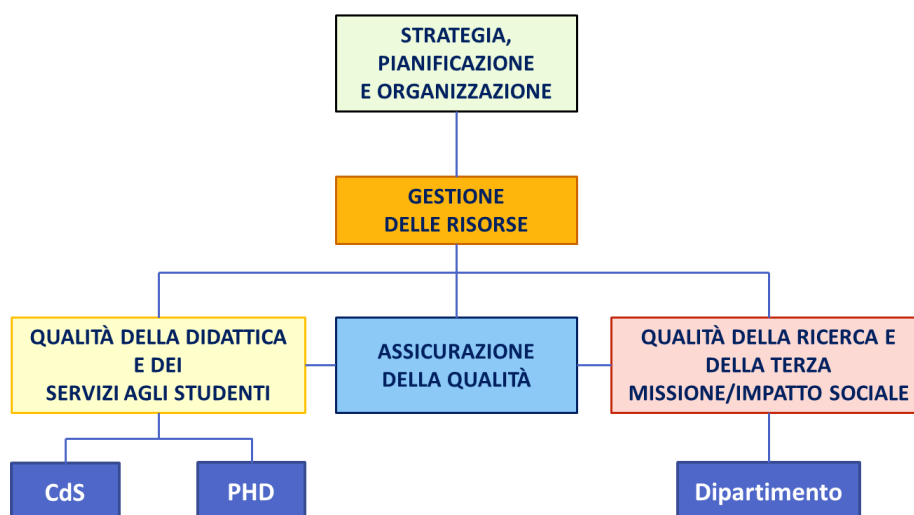 STRATEGIA,
PIANIFICAZIONE
E ORGANIZZAZIONE
GESTIONE
DELLE RISORSE
QUALITÀ DELLA DIDATTICA
E DEI
SERVIZI AGLI STUDENTI
ASSICURAZIONE
DELLA QUALITÀ
QUALITÀ DELLA RICERCA E
DELLA TERZA
MISSIONE/IMPATTO SOCIALE
CdS
PHD
Dipartimento